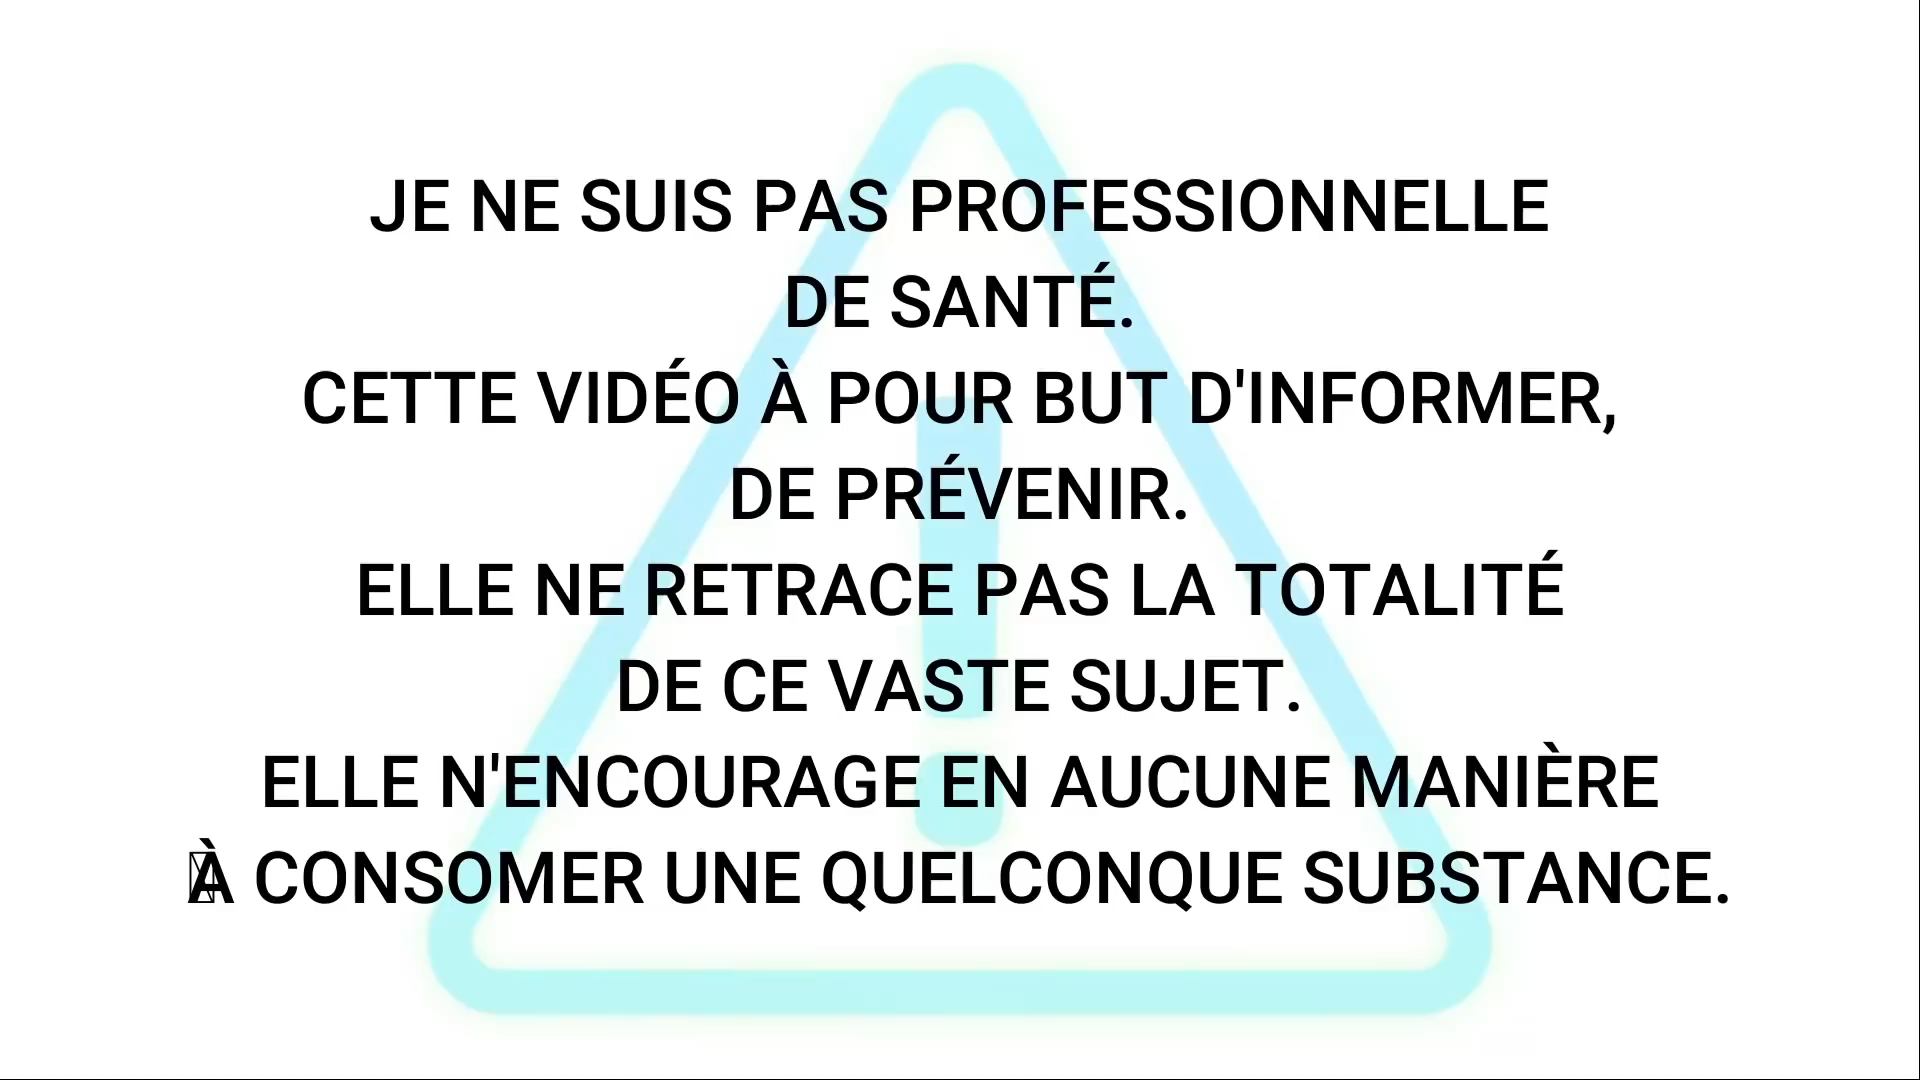 JE NE SUIS PAS PROFESSIONNELLE
DE SANTÉ.
CETTE VIDÉO À POUR BUT D'INFORMER,
DE PRÉVENIR.
ELLE NE RETRACE PAS LA TOTALITÉ
DE CE VASTE SUJET.
ELLE N'ENCOURAGE EN AUCUNE MANIÈRE
À CONSOMER UNE QUELCONQUE SUBSTANCE.